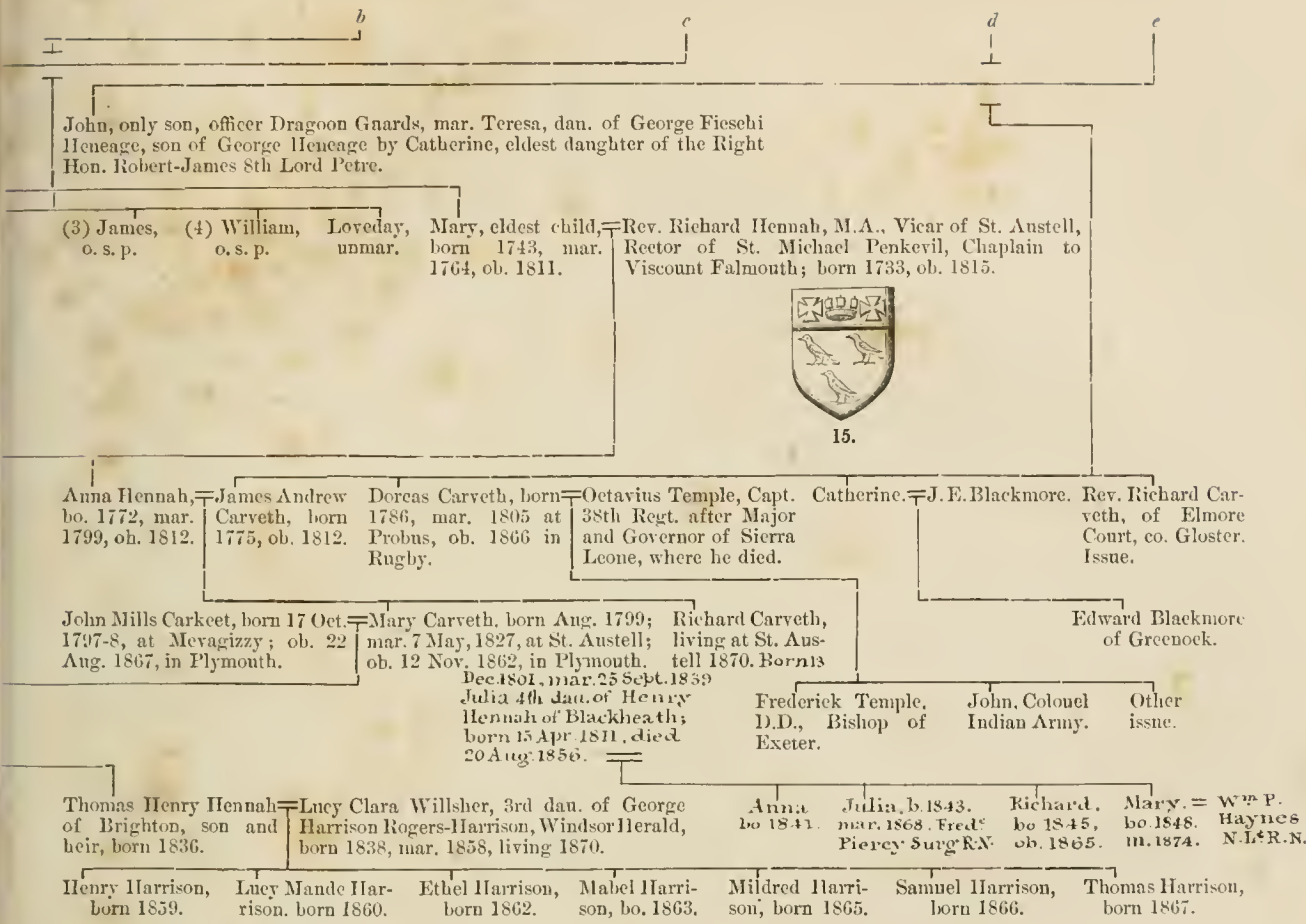 b
c
d
e
John, only son, officer Dragoon Guards, mar. Teresa, dau. of George Fieschi
Heneage, son of George Heneage by Catherine, eldest daughter of the Right
Hon. Robert-James 8th Lord Petre.
(3) James,
o. s. p.
(4) William,
o. s. p.
Loveday,
unmar.
Mary, eldest child,
born 1743, mar.
1764, ob. 1811.
Rev. Richard Hennah, M.A., Vicar of St. Austell,
Rector of St. Michael Penkevil, Chaplain to
Viscount Falmouth; born 1733, ob. 1815.
15.
Anna Hennah,
bo. 1772, mar.
1799, ob. 1812.
James Andrew
Carveth, born
1775, ob. 1812.
Dorcas Carveth, born
1786, mar. 1805 at
Probus, ob. 1866 in
Rugby.
Octavius Temple, Capt.
38th Regt. after Major
and Governor of Sierra
Leone, where he died.
Catherine.
J. E. Blackmore.
Rev. Richard Car-
veth, of Elmore
Court, co. Gloster.
Issue.
John Mills Carkeet, born 17 Oct.
1797-8, at Mevagizzy; ob. 22
Aug. 1867, in Plymouth.
Mary Carveth, born Aug. 1799;
mar. 7 May, 1827, at St. Austell;
ob. 12 Nov. 1862, in Plymouth.
Richard Carveth,
living at St. Aus-
tell 1870. Born 13
Dec. 1801, mar. 25 Sept. 1839
Julia 4th dau. of Henry
Hennah of Blackheath;
born 15 Apr. 1811, died
20 Aug. 1856.
Edward Blackmore
of Greenock.
Frederick Temple,
D.D., Bishop of
Exeter.
John, Colonel
Indian Army.
Other
issue.
Thomas Henry Hennah
of Brighton, son and
heir, born 1836.
Lucy Clara Willsher, 3rd dau. of George
Harrison Rogers-Harrison, Windsor Herald,
born 1838, mar. 1858, living 1870.
Anna
bo 1841.
Julia, b. 1843.
mar. 1868. Fredc
Piercy Surgn R.N.
Richard,
bo 1845,
ob. 1865.
Mary. =
bo. 1848.
m. 1874.
Wm P.
Haynes
N. Lt R.N.
Henry Harrison,
born 1859.
Lucy Maude Har-
rison, born 1860.
Ethel Harrison,
born 1862.
Mabel Harri-
son, bo. 1863.
Mildred Harri-
son, born 1865.
Samuel Harrison,
born 1866.
Thomas Harrison,
born 1867.